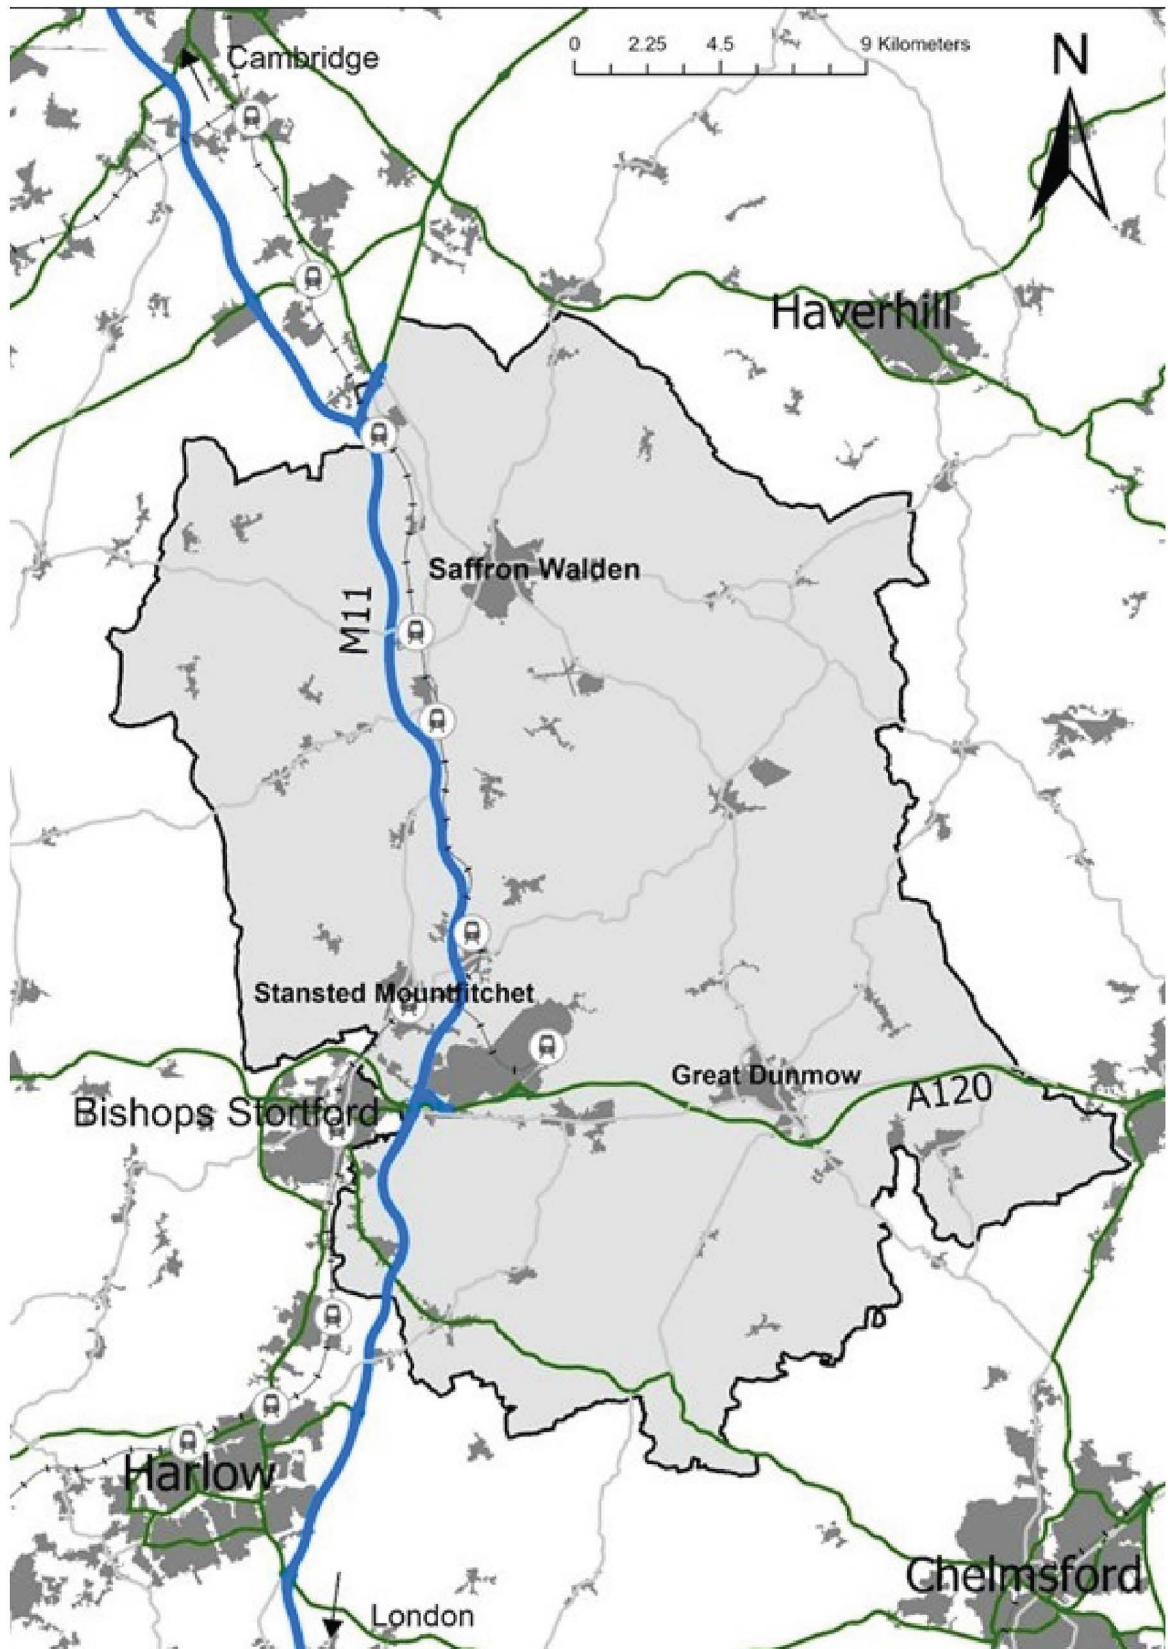 Cambridge
0 2.25 4.5 9 Kilometers
N
Haverhill
Saffron Walden
M11
Stansted Mountfitchet
Great Dunmow
A120
Bishops Stortford
Harlow
Chelmsford
London